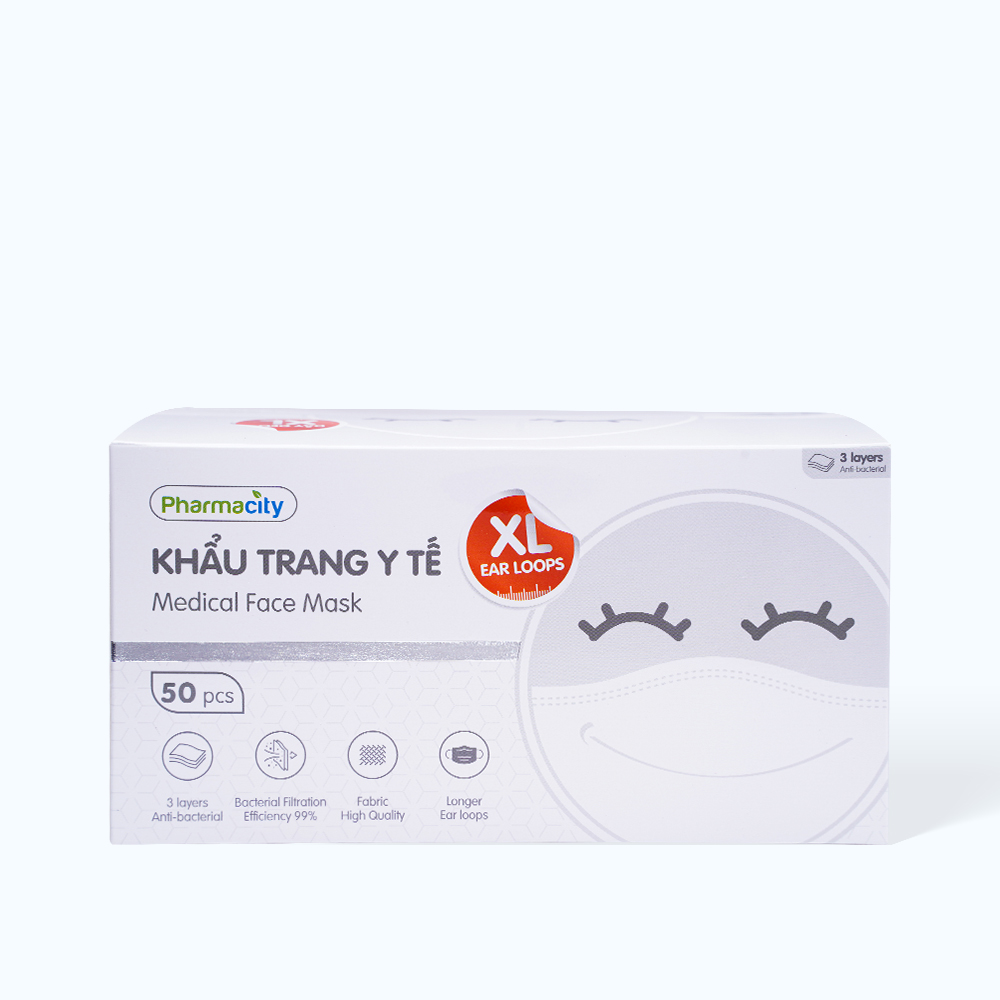 3 layers
Anti-bacterial
Pharmacity
XL
EAR LOOPS
KHẨU TRANG Y TẾ
Medical Face Mask
50 pcs
3 layers
Anti-bacterial
Bacterial Filtration
Efficiency 99%
Fabric
High Quality
Longer
Ear loops